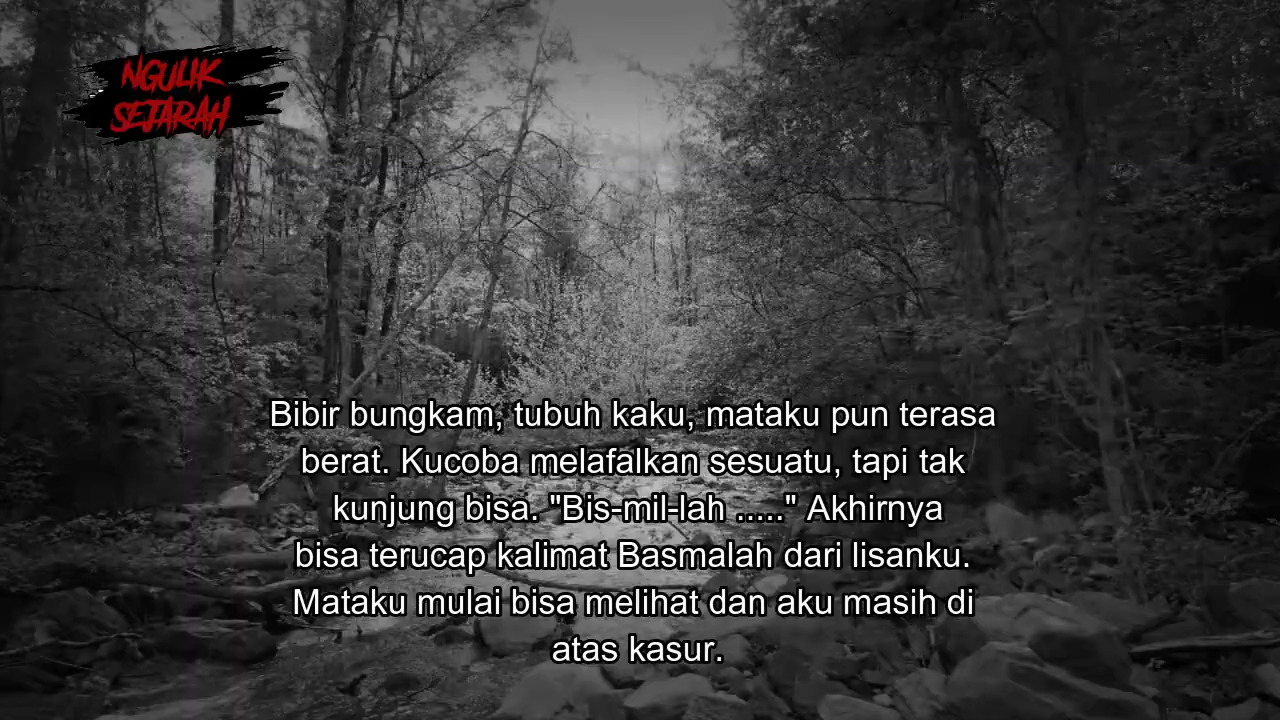 NGULIK
SEJARAH
Bibir bungkam, tubuh kaku, mataku pun terasa
berat. Kucoba melafalkan sesuatu, tapi tak
kunjung bisa. "Bis-mil-lah ....." Akhirnya
bisa terucap kalimat Basmalah dari lisanku.
Mataku mulai bisa melihat dan aku masih di
atas kasur.